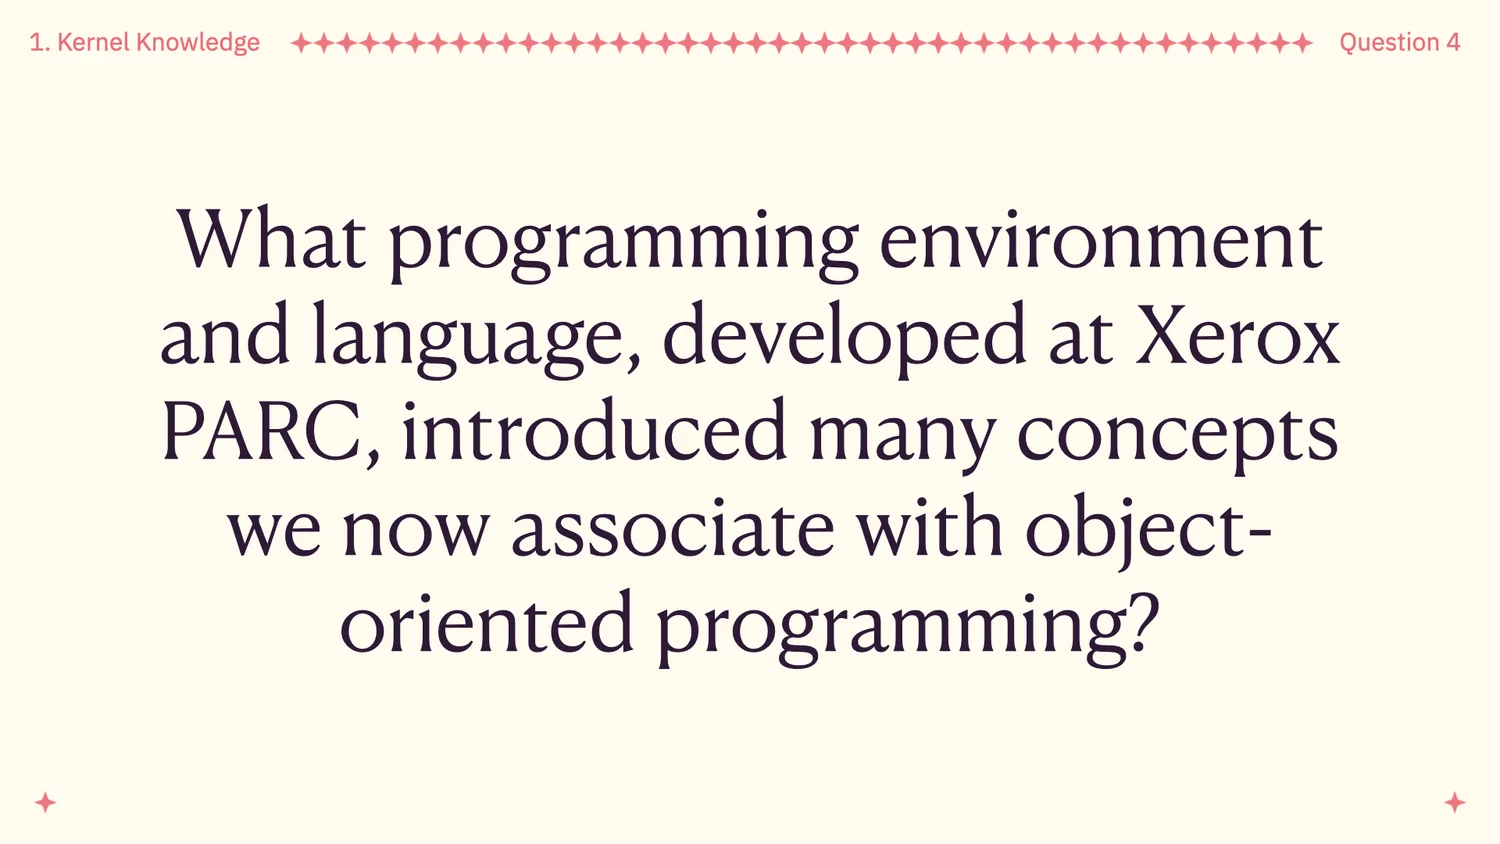 1. Kernel Knowledge
Question 4
What programming environment
and language, developed at Xerox
PARC, introduced many concepts
we now associate with object-
oriented programming?